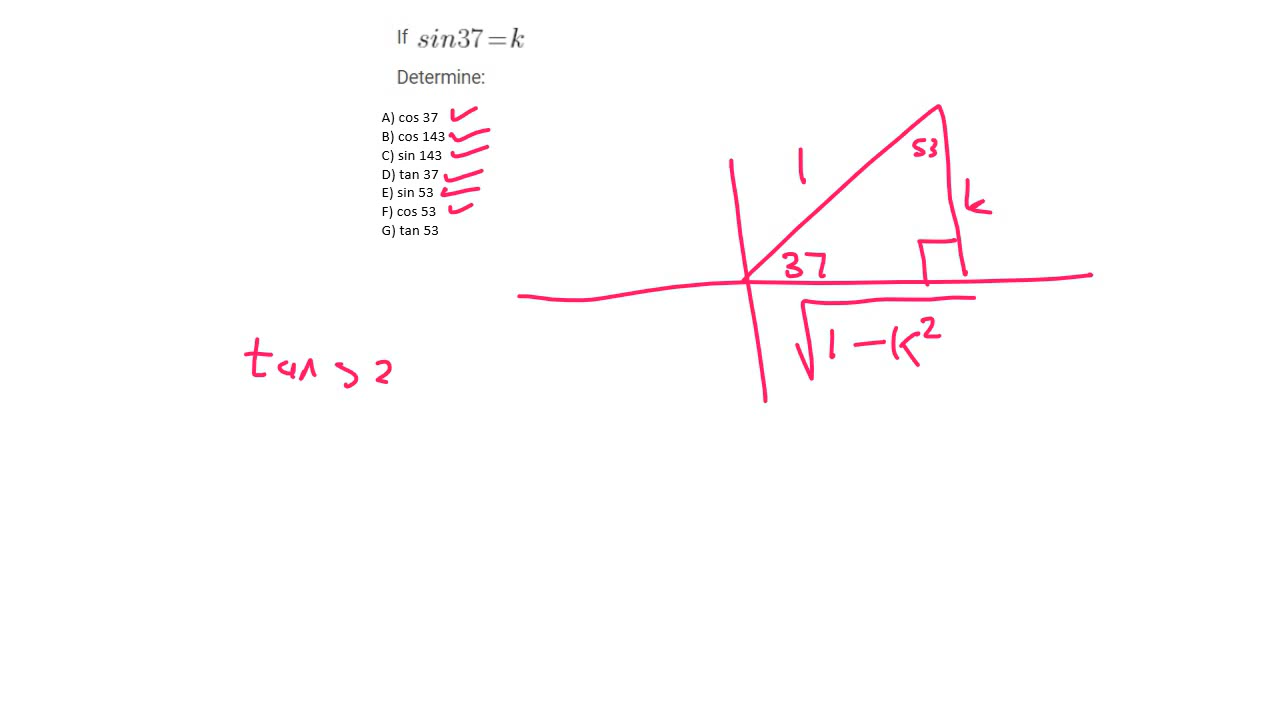 If sin37=k
Determine:
A) cos 37
B) cos 143
C) sin 143
D) tan 37
E) sin 53
F) cos 53
G) tan 53
1
53
k
37
√1-k²
tan 52